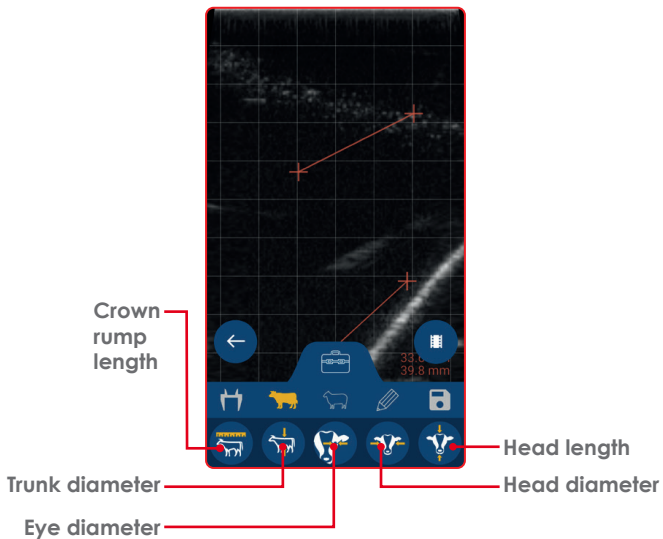 Crown
rump
length
39.8 mm
Head length
Trunk diameter
Head diameter
Eye diameter